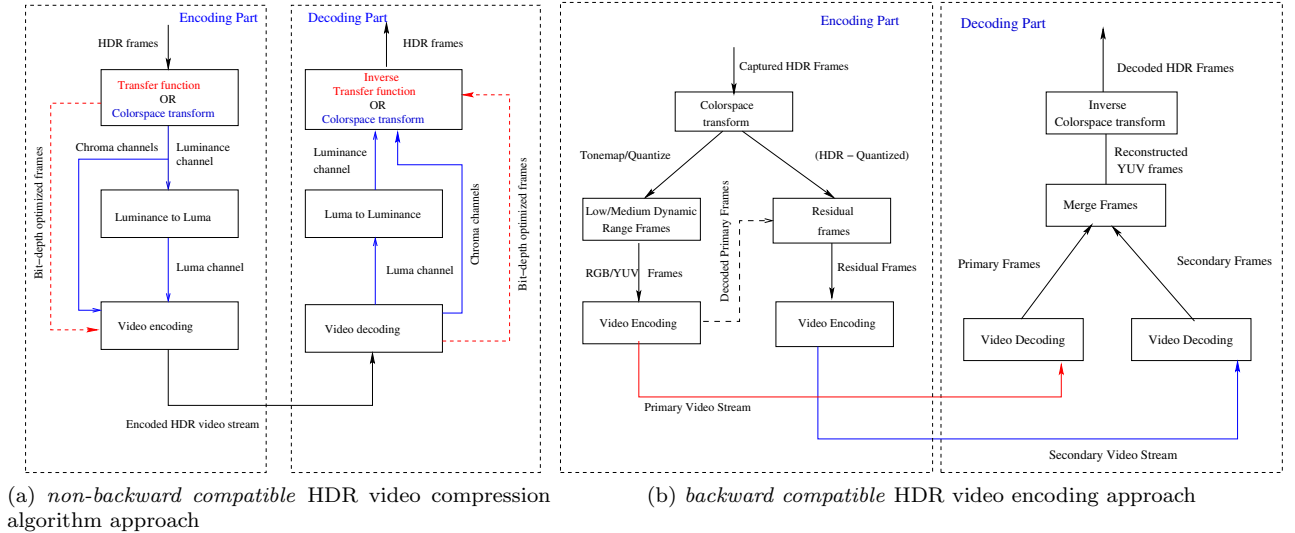 Encoding Part
HDR frames
Transfer function
OR
Colorspace transform
Chroma channels
Luminance
channel
Bit-depth optimized frames
Luminance to Luma
Luma channel
Video encoding
Encoded HDR video stream
Decoding Part
HDR frames
Inverse
Transfer function
OR
Colorspace transform
Luminance
channel
Luma to Luminance
Chroma channels
Bit-depth optimized frames
Luma channel
Video decoding
(a) non-backward compatible HDR video compression
algorithm approach
Encoding Part
Captured HDR Frames
Colorspace
transform
Tonemap/Quantize
(HDR - Quantized)
Low/Medium Dynamic
Range Frames
Decoded Primary Frames
Residual
frames
RGB/YUV Frames
Residual Frames
Video Encoding
Video Encoding
Primary Video Stream
Secondary Video Stream
Decoding Part
Decoded HDR Frames
Inverse
Colorspace transform
Reconstructed
YUV frames
Merge Frames
Primary Frames
Secondary Frames
Video Decoding
Video Decoding
(b) backward compatible HDR video encoding approach